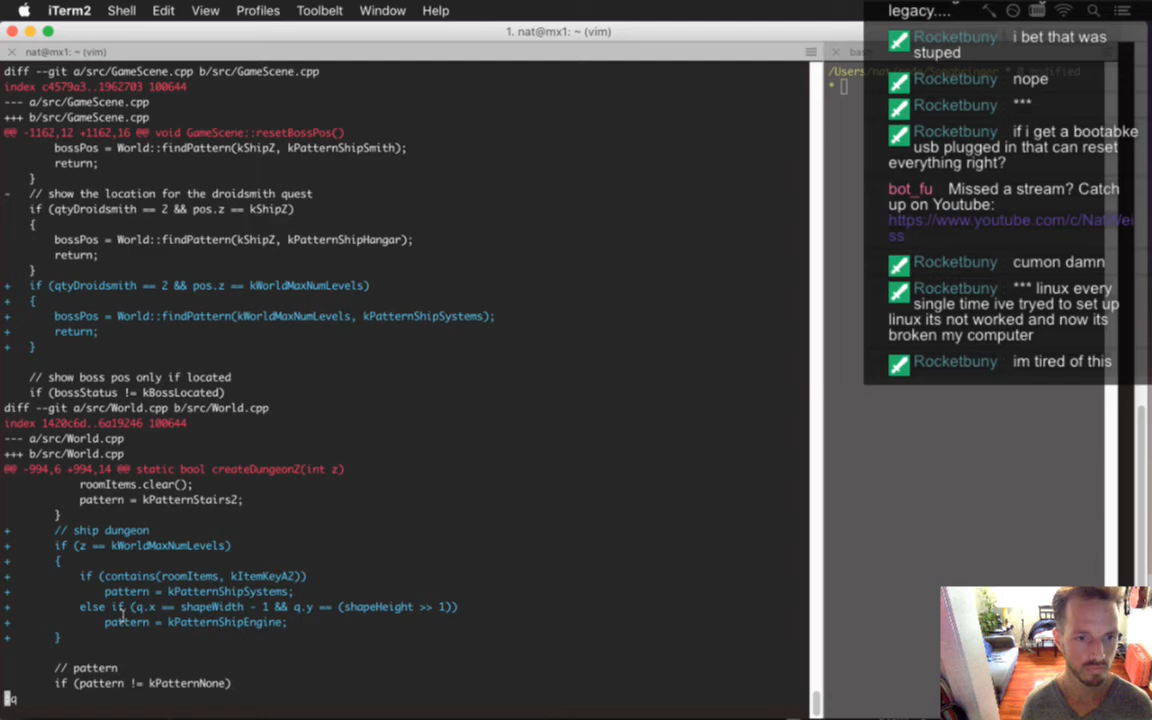 iTerm2 Shell Edit View Profiles Toolbelt Window Help
1. nat@mx1: ~ (vim)
nat@mx1: ~ (vim)
bash
diff --git a/src/GameScene.cpp b/src/GameScene.cpp
index c4579a3..1962703 100644
--- a/src/GameScene.cpp
+++ b/src/GameScene.cpp
@@ -1162,12 +1162,16 @@ void GameScene::resetBossPos()
bossPos = World::findPattern(kShipZ, kPatternShipSmith);
return;
}
- // show the location for the droidsmith quest
if (qtyDroidsmith == 2 && pos.z == kShipZ)
{
bossPos = World::findPattern(kShipZ, kPatternShipHangar);
return;
}
+ if (qtyDroidsmith == 2 && pos.z == kWorldMaxNumLevels)
+ {
+ bossPos = World::findPattern(kWorldMaxNumLevels, kPatternShipSystems);
+ return;
+ }
// show boss pos only if located
if (bossStatus != kBossLocated)
diff --git a/src/World.cpp b/src/World.cpp
index 1420c6d..6a19246 100644
--- a/src/World.cpp
+++ b/src/World.cpp
@@ -994,6 +994,14 @@ static bool createDungeonZ(int z)
roomItems.clear();
pattern = kPatternStairs2;
}
+ // ship dungeon
+ if (z == kWorldMaxNumLevels)
+ {
+ if (contains(roomItems, kItemKeyA2))
+ pattern = kPatternShipSystems;
+ else if (q.x == shapeWidth - 1 && q.y == (shapeHeight >> 1))
+ pattern = kPatternShipEngine;
+ }
// pattern
if (pattern != kPatternNone)
q
legacy....
Rocketbuny i bet that was
stuped
Rocketbuny nope
Rocketbuny ***
Rocketbuny if i get a bootabke
usb plugged in that can reset
everything right?
bot_fu Missed a stream? Catch
up on Youtube:
https://www.youtube.com/c/NatWei
ss
Rocketbuny cumon damn
Rocketbuny *** linux every
single time ive tryed to set up
linux its not worked and now its
broken my computer
Rocketbuny im tired of this